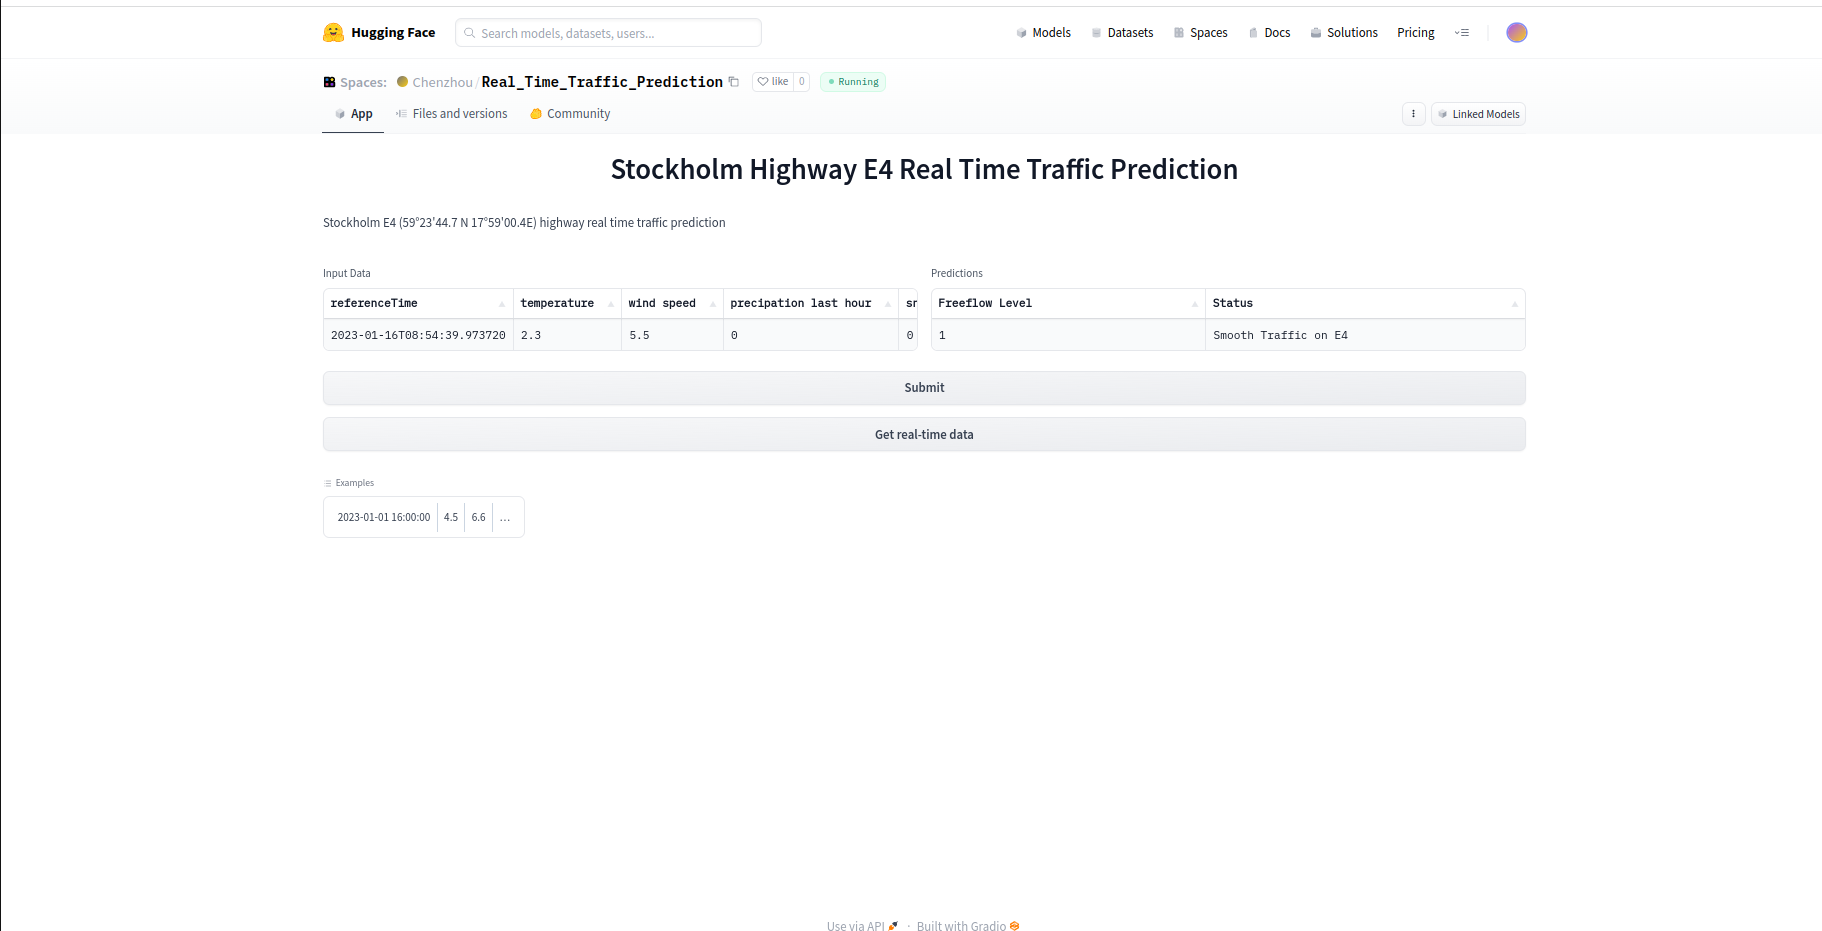 Hugging Face
Search models, datasets, users...
Models
Datasets
Spaces
Docs
Solutions
Pricing
Spaces: Chenzhou/Real_Time_Traffic_Prediction like 0 Running
App
Files and versions
Community
Linked Models
Stockholm Highway E4 Real Time Traffic Prediction
Stockholm E4 (59°23'44.7 N 17°59'00.4E) highway real time traffic prediction
Input Data
referenceTime temperature wind speed precipation last hour sn
2023-01-16T08:54:39.973720 2.3 5.5 0 0
Predictions
Freeflow Level Status
1 Smooth Traffic on E4
Submit
Get real-time data
Examples
2023-01-01 16:00:00 4.5 6.6 ...
Use via API · Built with Gradio